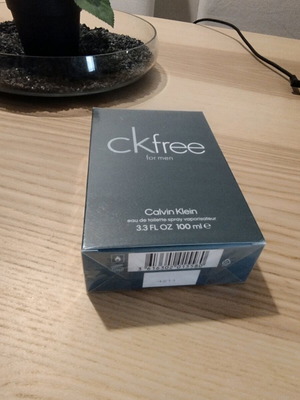 ckfree
for men
Calvin Klein
eau de toilette spray vaporisateur
3.3 FL OZ 100 ml ℮